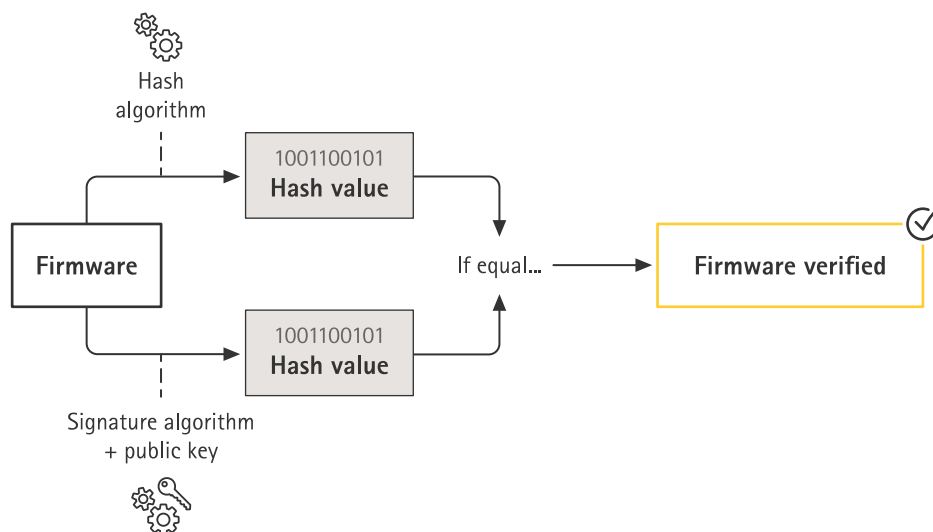 Hash
algorithm
1001100101
Hash value
Firmware
If equal...
Firmware verified
1001100101
Hash value
Signature algorithm
+ public key